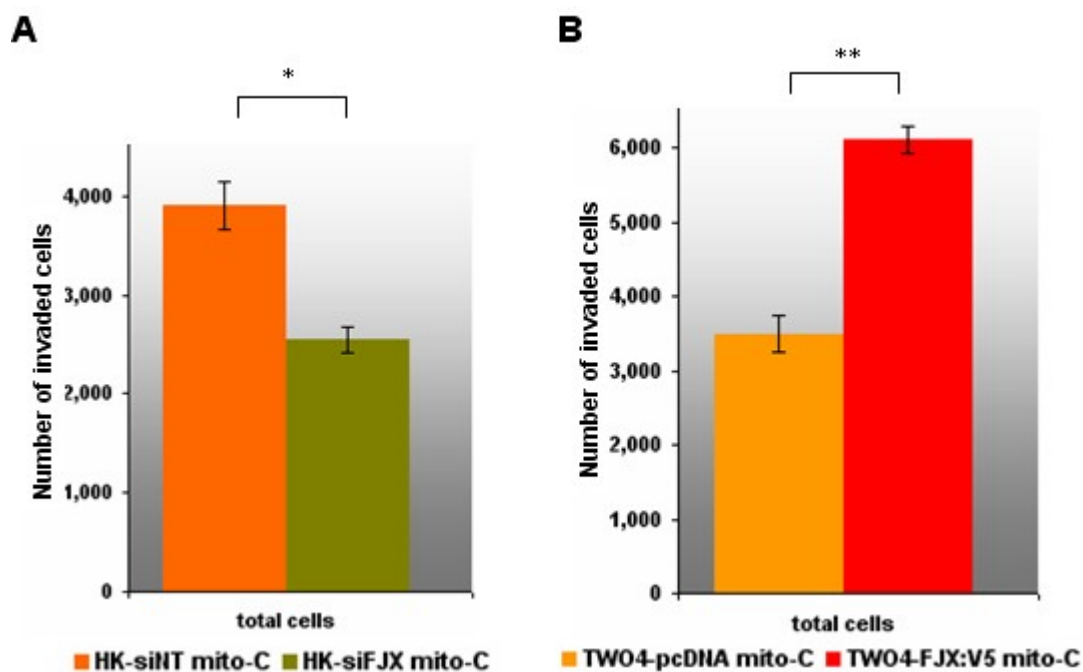 A
*
Number of invaded cells
4,000
3,000
2,000
1,000
0
total cells
HK-siNT mito-C HK-siFJX mito-C
B
**
Number of invaded cells
6,000
5,000
4,000
3,000
2,000
1,000
0
total cells
TWO4-pcDNA mito-C TWO4-FJX:V5 mito-C